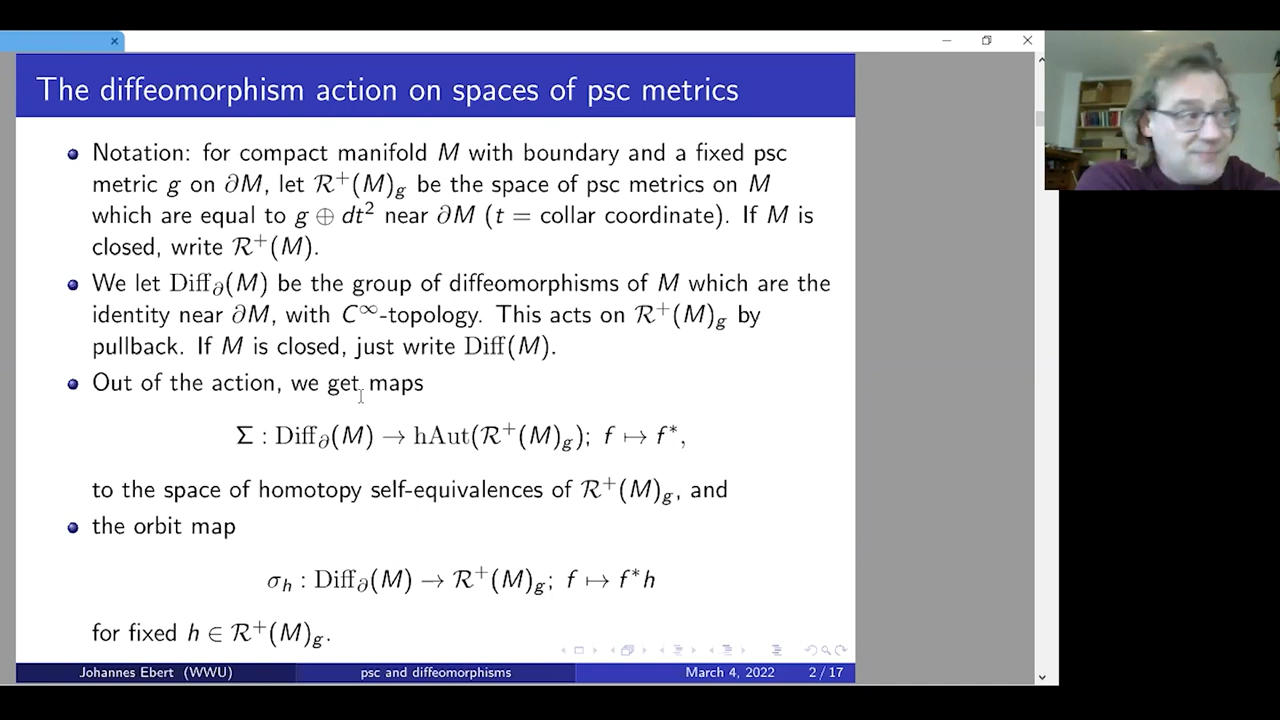 The diffeomorphism action on spaces of psc metrics
Notation: for compact manifold M with boundary and a fixed psc
metric g on ∂M, let R⁺(M)_g be the space of psc metrics on M
which are equal to g ⊕ dt² near ∂M (t = collar coordinate). If M is
closed, write R⁺(M).
We let Diff_∂(M) be the group of diffeomorphisms of M which are the
identity near ∂M, with C^∞-topology. This acts on R⁺(M)_g by
pullback. If M is closed, just write Diff(M).
Out of the action, we get maps
Σ : Diff_∂(M) → hAut(R⁺(M)_g); f ↦ f*,
to the space of homotopy self-equivalences of R⁺(M)_g, and
the orbit map
σ_h : Diff_∂(M) → R⁺(M)_g; f ↦ f*h
for fixed h ∈ R⁺(M)_g.
Johannes Ebert (WWU) psc and diffeomorphisms March 4, 2022 2 / 17